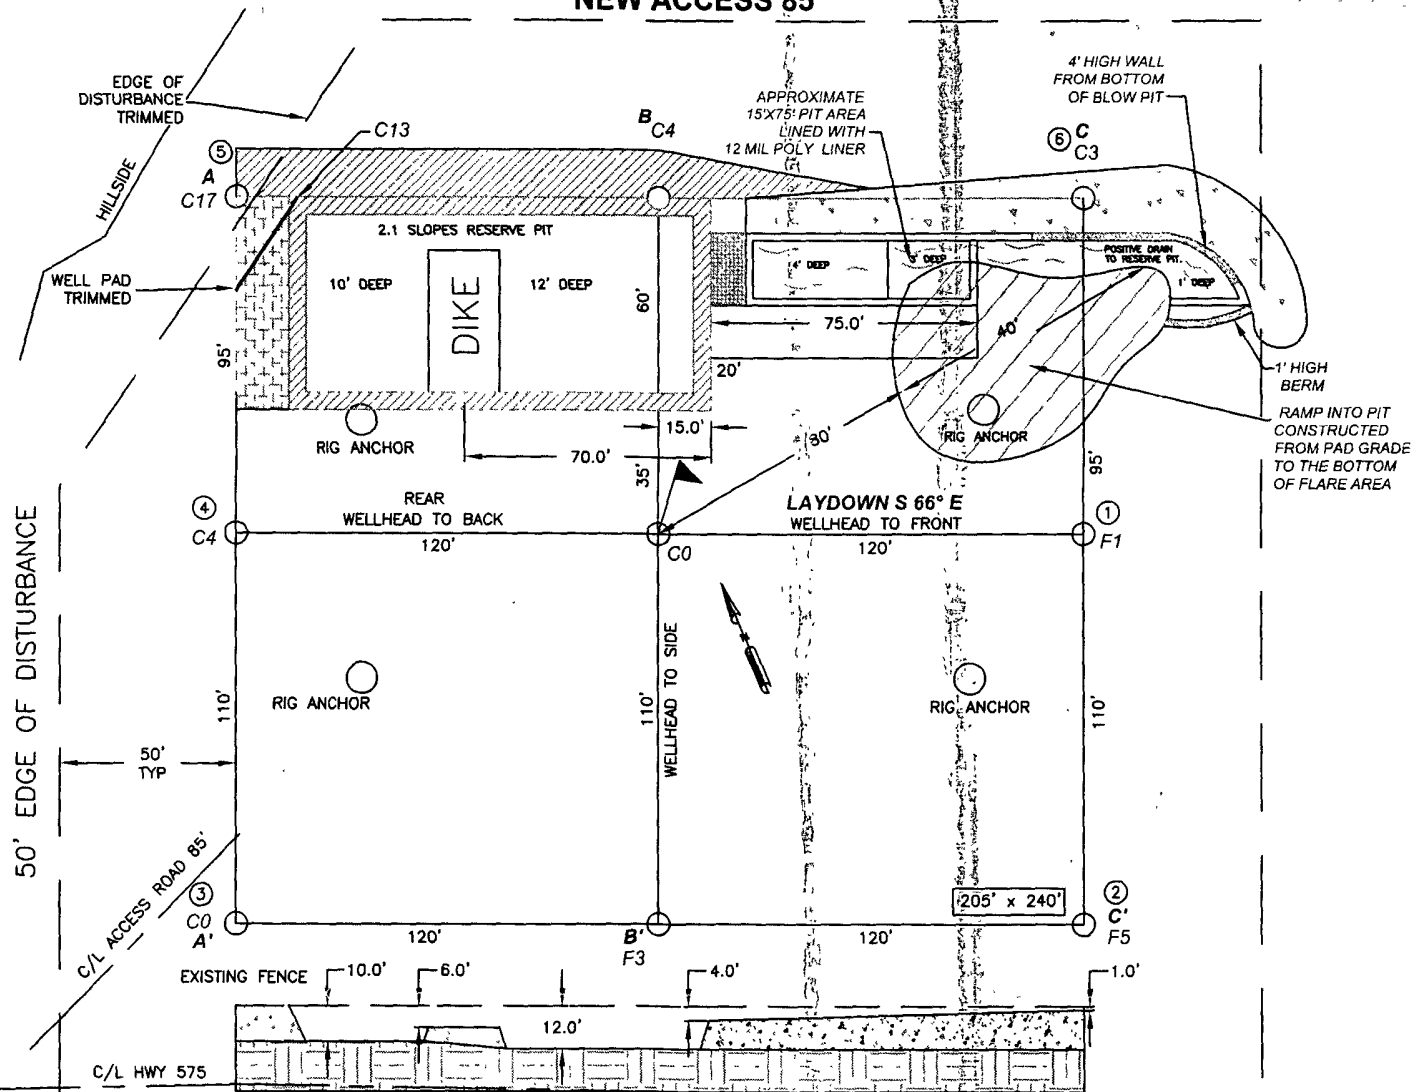 NEW ACCESS 85'
EDGE OF
DISTURBANCE
TRIMMED
HILLSIDE
WELL PAD
TRIMMED
C13
5
A
C17
B
C4
APPROXIMATE
15'X75' PIT AREA
LINED WITH
12 MIL POLY LINER
4' HIGH WALL
FROM BOTTOM
OF BLOW PIT
6
C
C3
2.1 SLOPES RESERVE PIT
10' DEEP
DIKE
12' DEEP
60'
4' DEEP
3' DEEP
POSITIVE DRAIN
TO RESERVE PIT.
1' DEEP
75.0'
40'
20'
95'
1' HIGH
BERM
RAMP INTO PIT
CONSTRUCTED
FROM PAD GRADE
TO THE BOTTOM
OF FLARE AREA
RIG ANCHOR
15.0'
70.0'
35'
80'
RIG ANCHOR
95'
4
C4
REAR
WELLHEAD TO BACK
120'
C0
LAYDOWN S 66° E
WELLHEAD TO FRONT
120'
1
F1
50' EDGE OF DISTURBANCE
50'
TYP
110'
RIG ANCHOR
110'
WELLHEAD TO SIDE
RIG ANCHOR
110'
C/L ACCESS ROAD 85'
3
C0
A'
120'
B'
F3
120'
205' x 240'
2
C'
F5
EXISTING FENCE
10.0'
6.0'
12.0'
4.0'
1.0'
C/L HWY 575